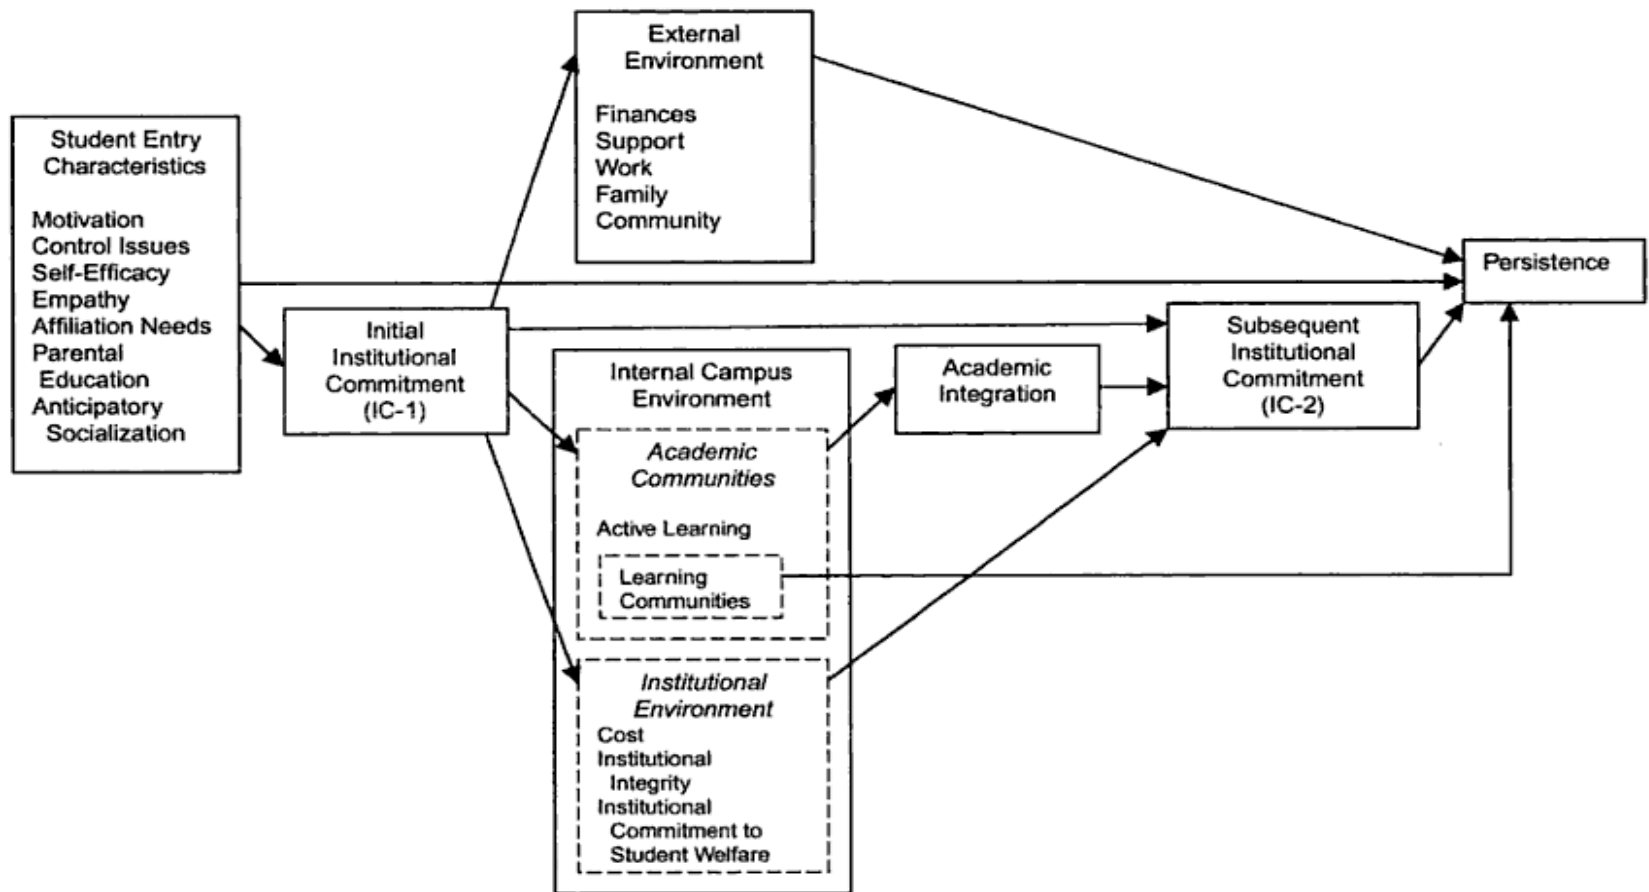 External
Environment
Finances
Support
Work
Family
Community
Student Entry
Characteristics
Motivation
Control Issues
Self-Efficacy
Empathy
Affiliation Needs
Parental
Education
Anticipatory
Socialization
Initial
Institutional
Commitment
(IC-1)
Internal Campus
Environment
Academic
Communities
Active Learning
Learning
Communities
Institutional
Environment
Cost
Institutional
Integrity
Institutional
Commitment to
Student Welfare
Academic
Integration
Subsequent
Institutional
Commitment
(IC-2)
Persistence